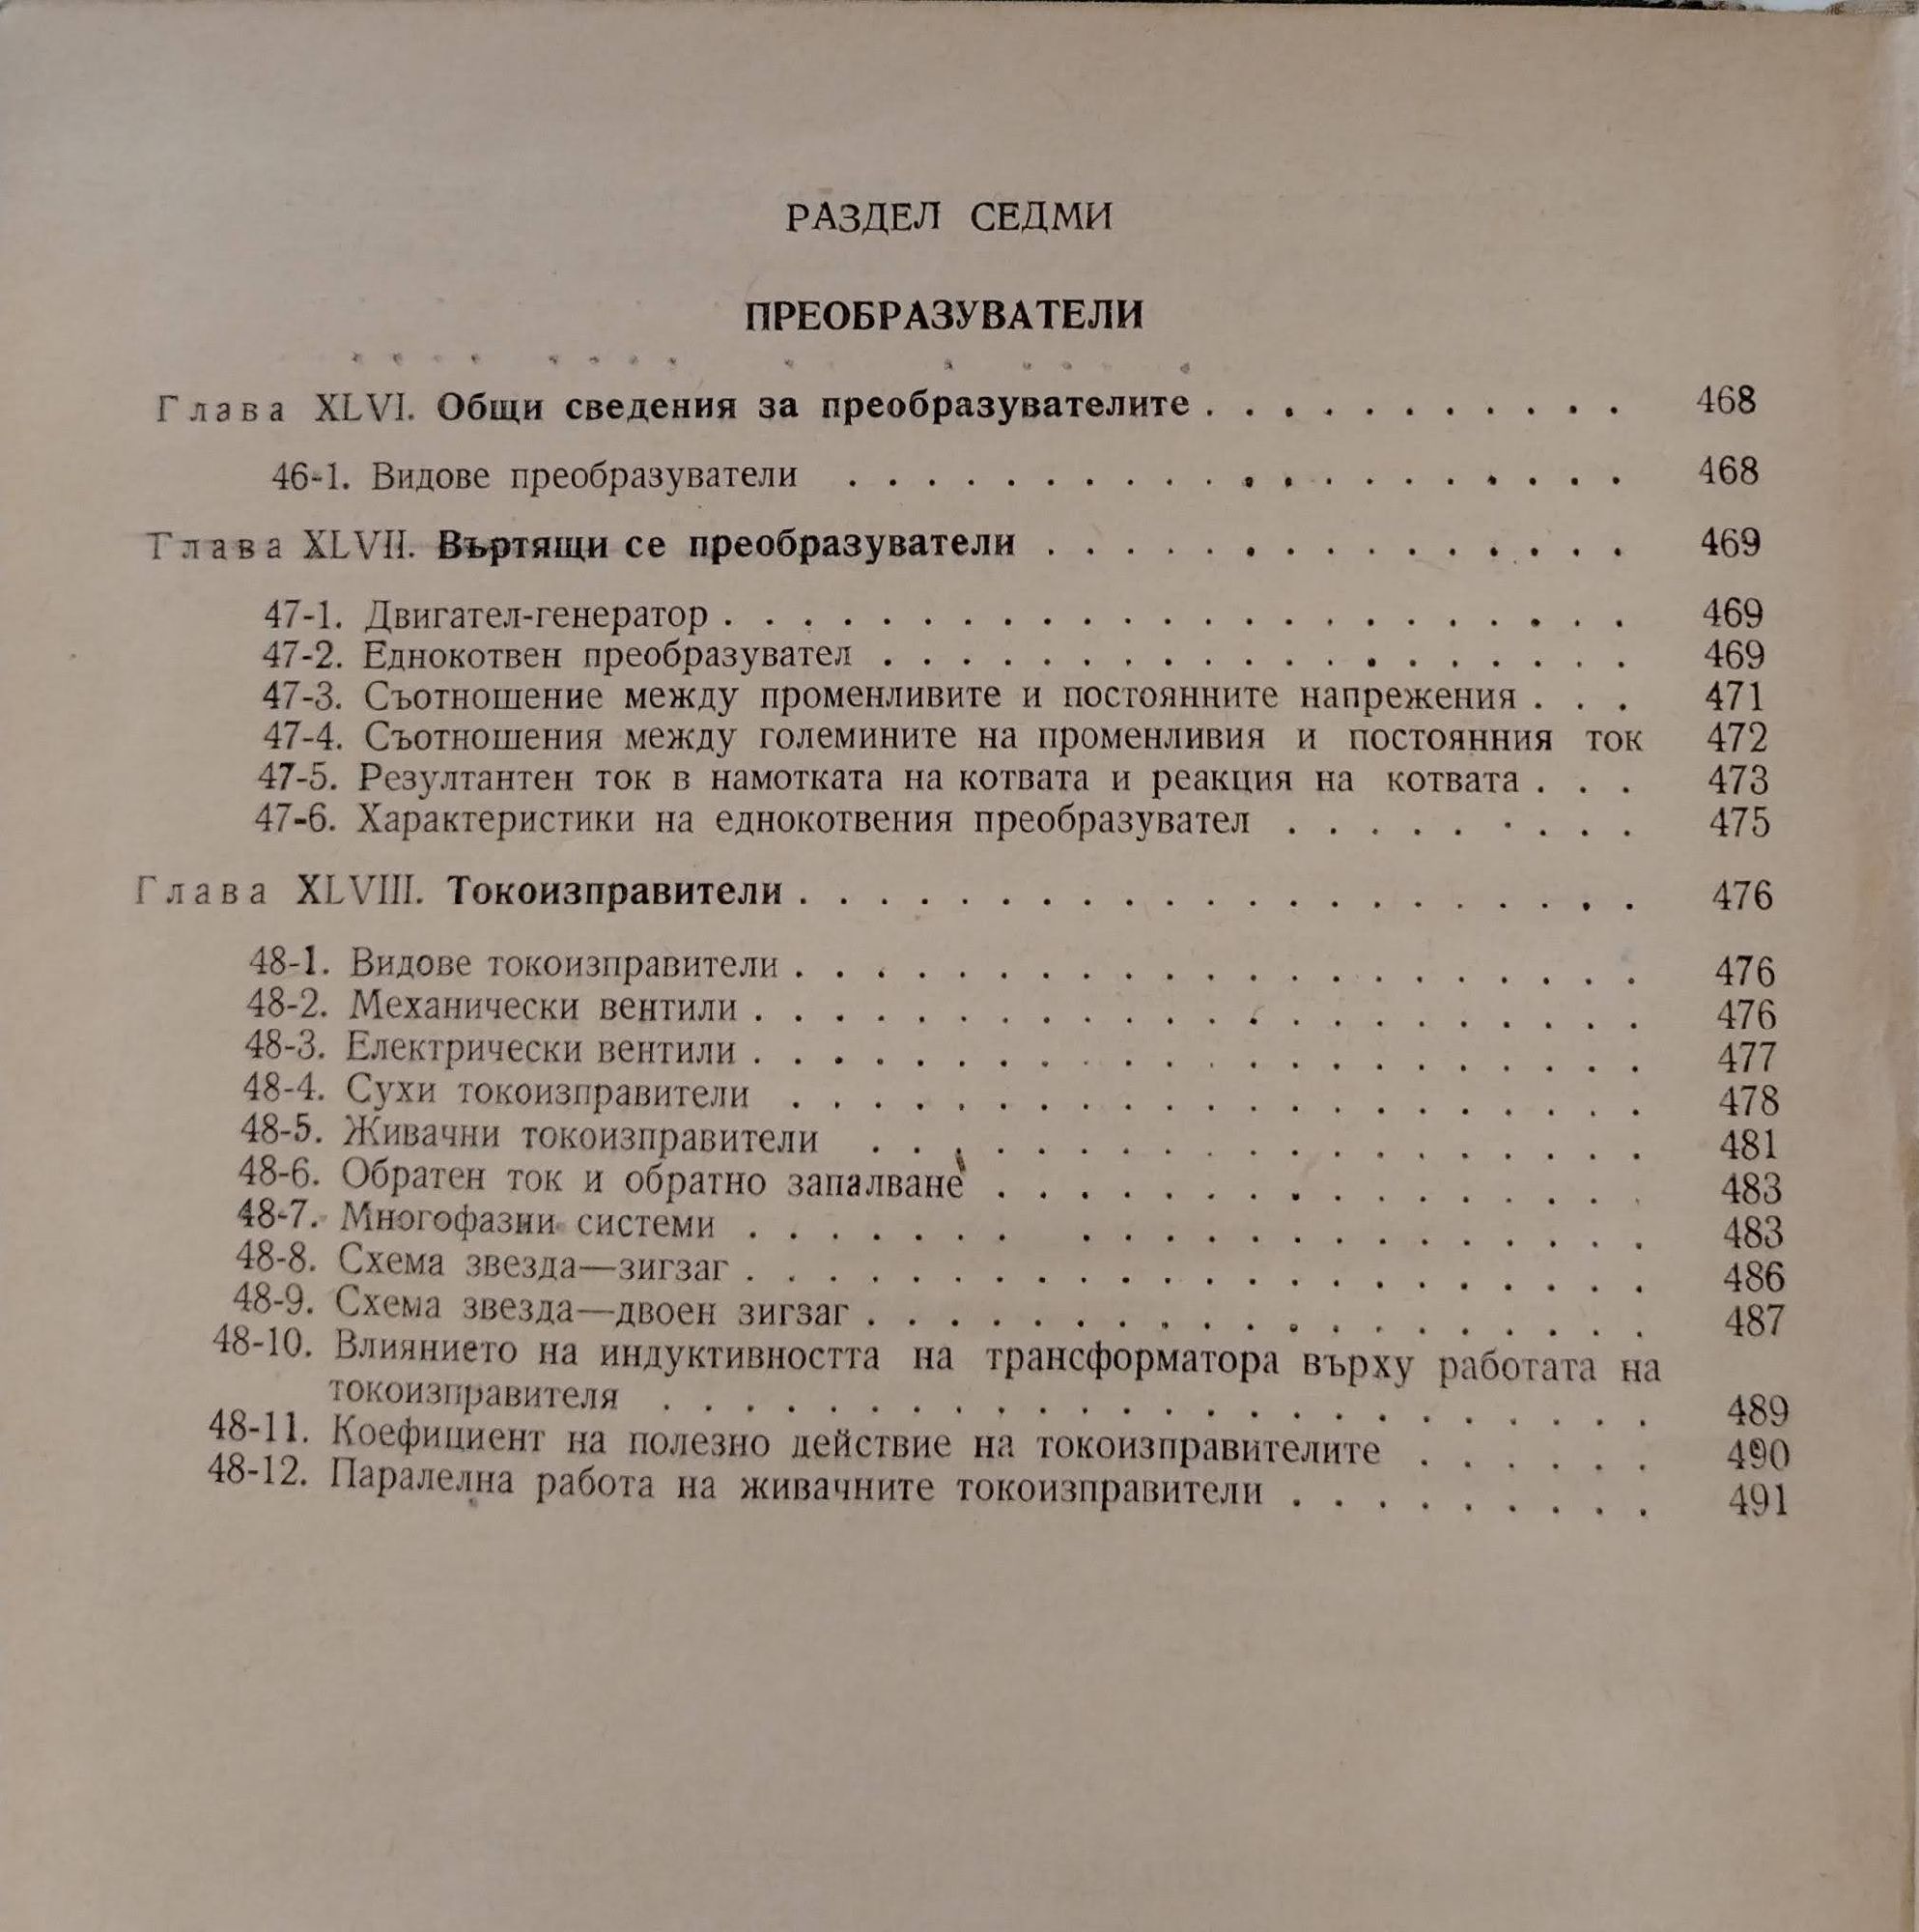 РАЗДЕЛ СЕДМИ
ПРЕОБРАЗУВАТЕЛИ
Глава XLVI. Общи сведения за преобразувателите . . . . . . . . . . . 468
46-1. Видове преобразуватели . . . . . . . . . . . . . . . . . . . . 468
Глава XLVII. Въртящи се преобразуватели . . . . . . . . . . . . . . . 469
47-1. Двигател-генератор . . . . . . . . . . . . . . . . . . . . . . . 469
47-2. Еднокотвен преобразувател . . . . . . . . . . . . . . . . . . . 469
47-3. Съотношение между променливите и постоянните напрежения . . . 471
47-4. Съотношения между големините на променливия и постоянния ток 472
47-5. Резултантен ток в намотката на котвата и реакция на котвата . . . 473
47-6. Характеристики на еднокотвения преобразувател . . . . . . . . . 475
Глава XLVIII. Токоизправители . . . . . . . . . . . . . . . . . . . . . 476
48-1. Видове токоизправители . . . . . . . . . . . . . . . . . . . . . 476
48-2. Механически вентили . . . . . . . . . . . . . . . . . . . . . . 476
48-3. Електрически вентили . . . . . . . . . . . . . . . . . . . . . . 477
48-4. Сухи токоизправители . . . . . . . . . . . . . . . . . . . . . 478
48-5. Живачни токоизправители . . . . . . . . . . . . . . . . . . . 481
48-6. Обратен ток и обратно запалване . . . . . . . . . . . . . . . . 483
48-7. Многофазни системи . . . . . . . . . . . . . . . . . . . . . 483
48-8. Схема звезда—зигзаг . . . . . . . . . . . . . . . . . . . . . . 486
48-9. Схема звезда—двоен зигзаг . . . . . . . . . . . . . . . . . . . 487
48-10. Влиянието на индуктивността на трансформатора върху работата на
токоизправителя . . . . . . . . . . . . . . . . . . . . . . . . 489
48-11. Коефициент на полезно действие на токоизправителите . . . . . . 490
48-12. Паралелна работа на живачните токоизправители . . . . . . . . . 491